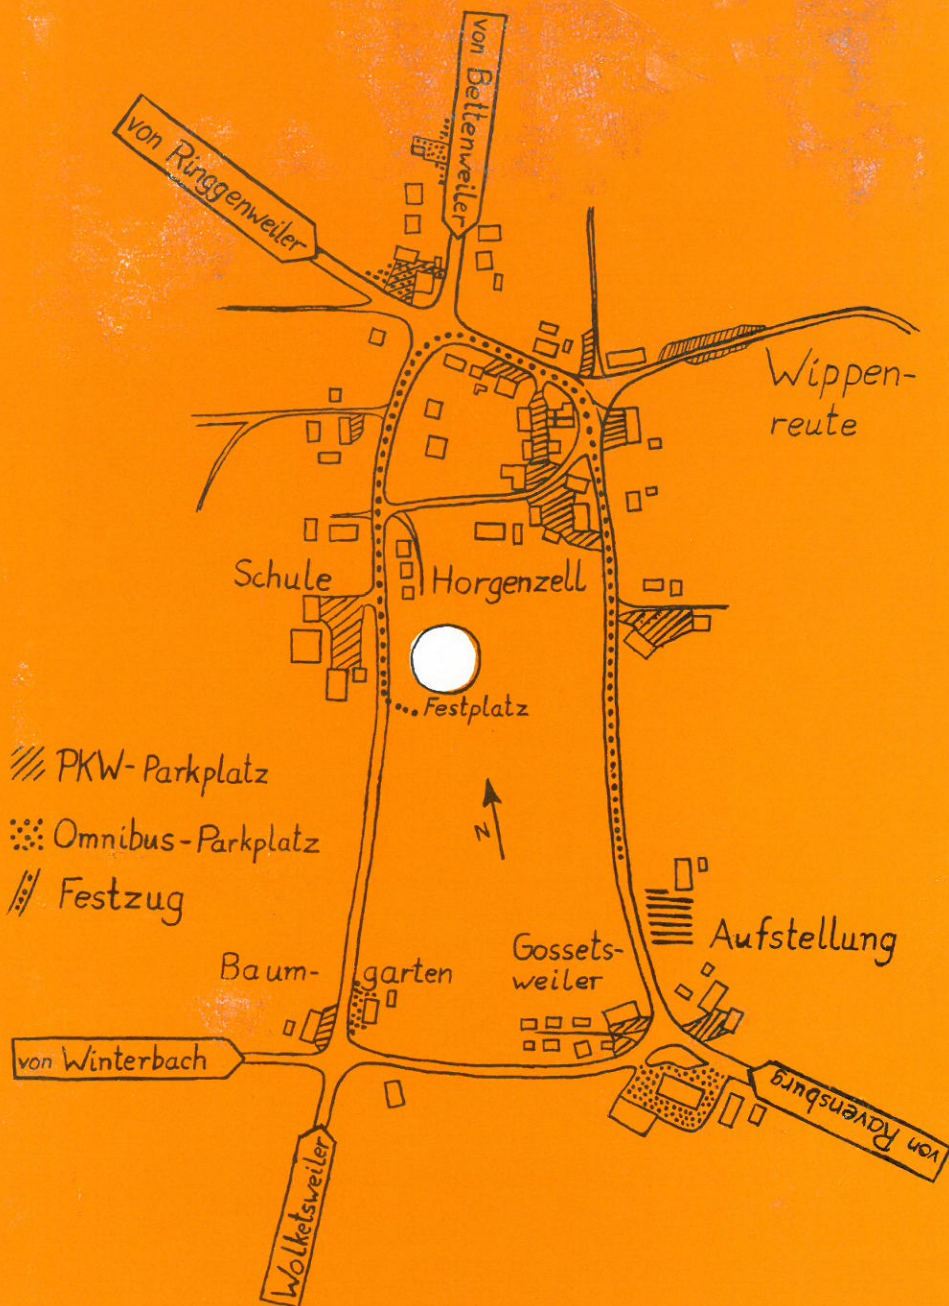 von Bettenweiler
von Ringgenweiler
Wippen-
reute
Schule
Horgenzell
Festplatz
PKW-Parkplatz
N
Omnibus-Parkplatz
Festzug
Aufstellung
Gossets-
weiler
Baum-
garten
von Winterbach
von Ravensburg
Wolketsweiler